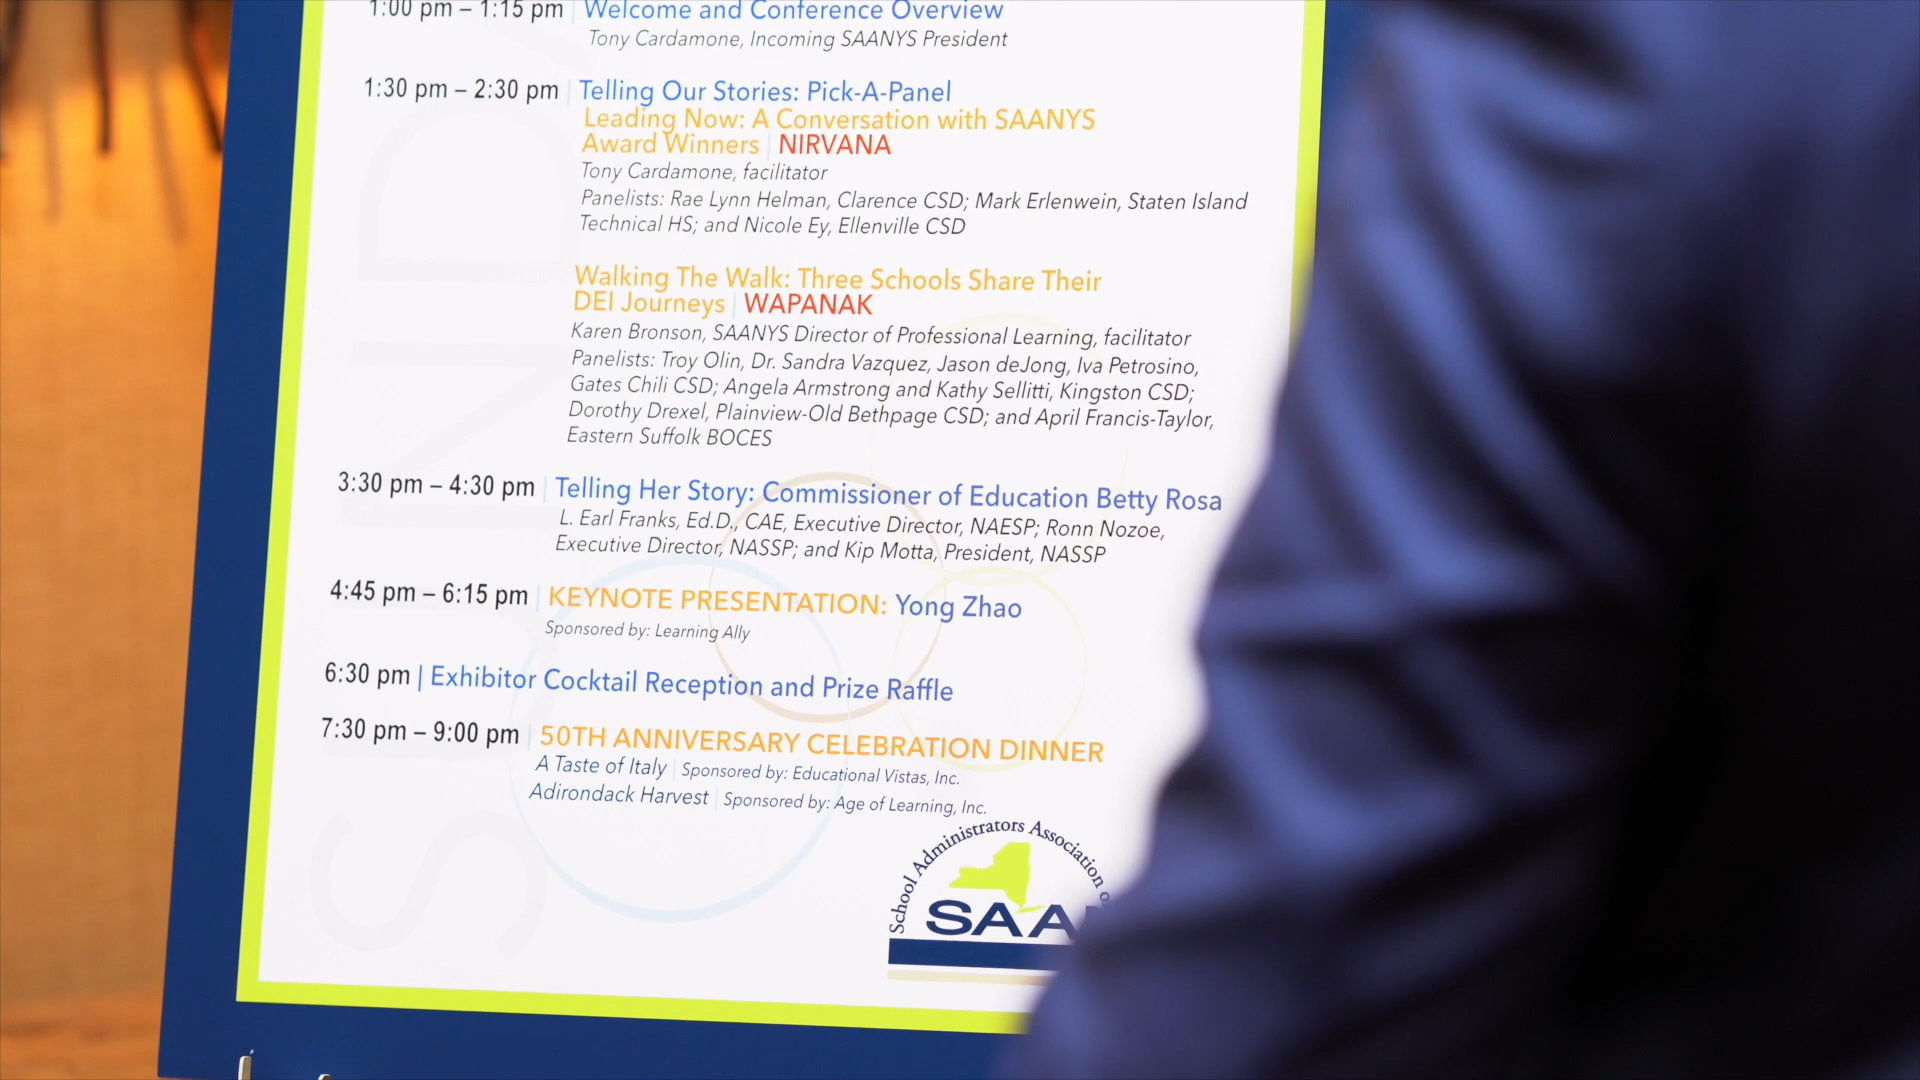 1:00 pm – 1:15 pm | Welcome and Conference Overview
Tony Cardamone, Incoming SAANYS President
1:30 pm – 2:30 pm | Telling Our Stories: Pick-A-Panel
Leading Now: A Conversation with SAANYS
Award Winners | NIRVANA
Tony Cardamone, facilitator
Panelists: Rae Lynn Helman, Clarence CSD; Mark Erlenwein, Staten Island
Technical HS; and Nicole Ey, Ellenville CSD
Walking The Walk: Three Schools Share Their
DEI Journeys | WAPANAK
Karen Bronson, SAANYS Director of Professional Learning, facilitator
Panelists: Troy Olin, Dr. Sandra Vazquez, Jason deJong, Iva Petrosino,
Gates Chili CSD; Angela Armstrong and Kathy Sellitti, Kingston CSD;
Dorothy Drexel, Plainview-Old Bethpage CSD; and April Francis-Taylor,
Eastern Suffolk BOCES
3:30 pm – 4:30 pm | Telling Her Story: Commissioner of Education Betty Rosa
L. Earl Franks, Ed.D., CAE, Executive Director, NAESP; Ronn Nozoe,
Executive Director, NASSP; and Kip Motta, President, NASSP
4:45 pm – 6:15 pm | KEYNOTE PRESENTATION: Yong Zhao
Sponsored by: Learning Ally
6:30 pm | Exhibitor Cocktail Reception and Prize Raffle
7:30 pm – 9:00 pm | 50TH ANNIVERSARY CELEBRATION DINNER
A Taste of Italy | Sponsored by: Educational Vistas, Inc.
Adirondack Harvest | Sponsored by: Age of Learning, Inc.
School Administrators Association
SAA